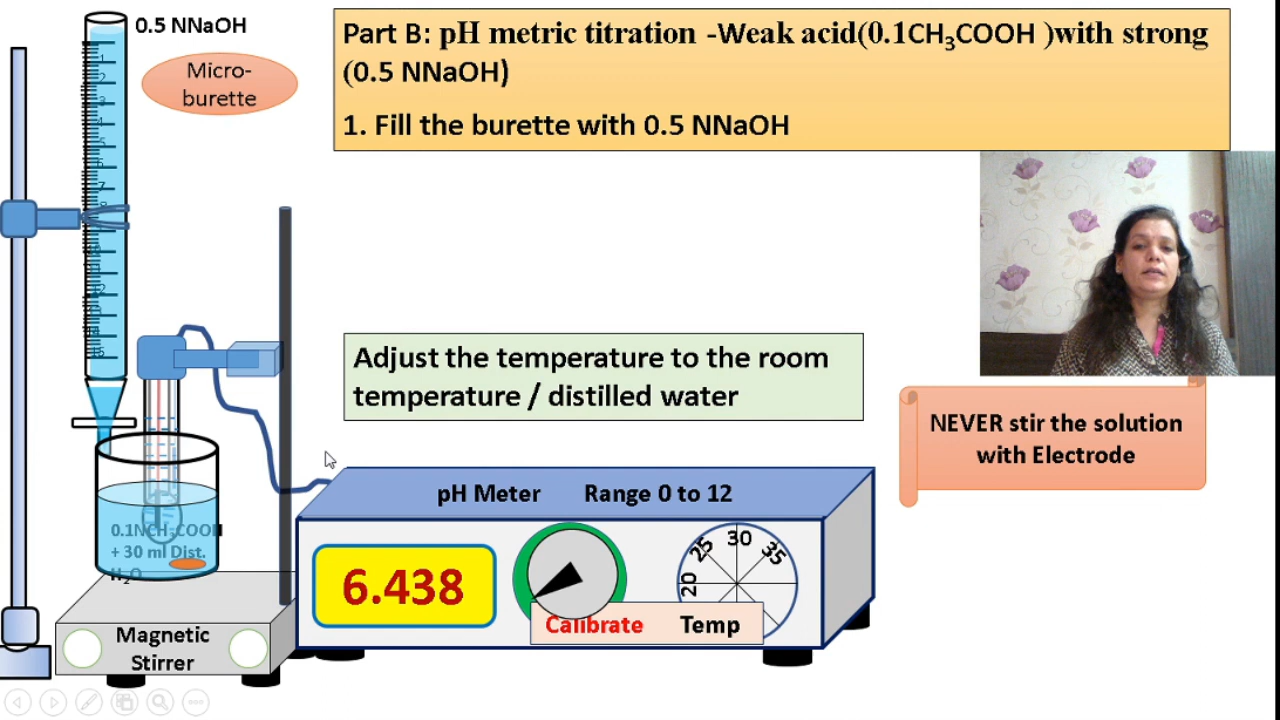 0.5 NNaOH
Micro-
burette
Part B: pH metric titration -Weak acid(0.1CH₃COOH )with strong
(0.5 NNaOH)
1. Fill the burette with 0.5 NNaOH
Adjust the temperature to the room
temperature / distilled water
NEVER stir the solution
with Electrode
pH Meter Range 0 to 12
6.438
20
25
30
35
Calibrate Temp
0.1NCH₃COOH
+ 30 ml Dist.
H₂O
Magnetic
Stirrer